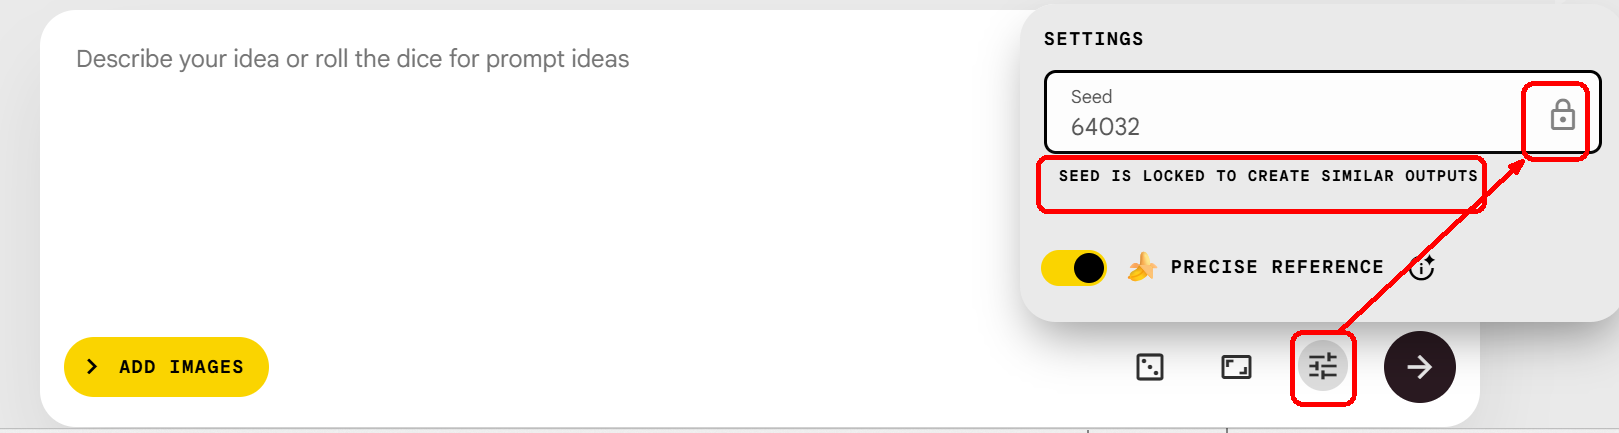 Describe your idea or roll the dice for prompt ideas
SETTINGS
Seed
64032
SEED IS LOCKED TO CREATE SIMILAR OUTPUTS
PRECISE REFERENCE
ADD IMAGES